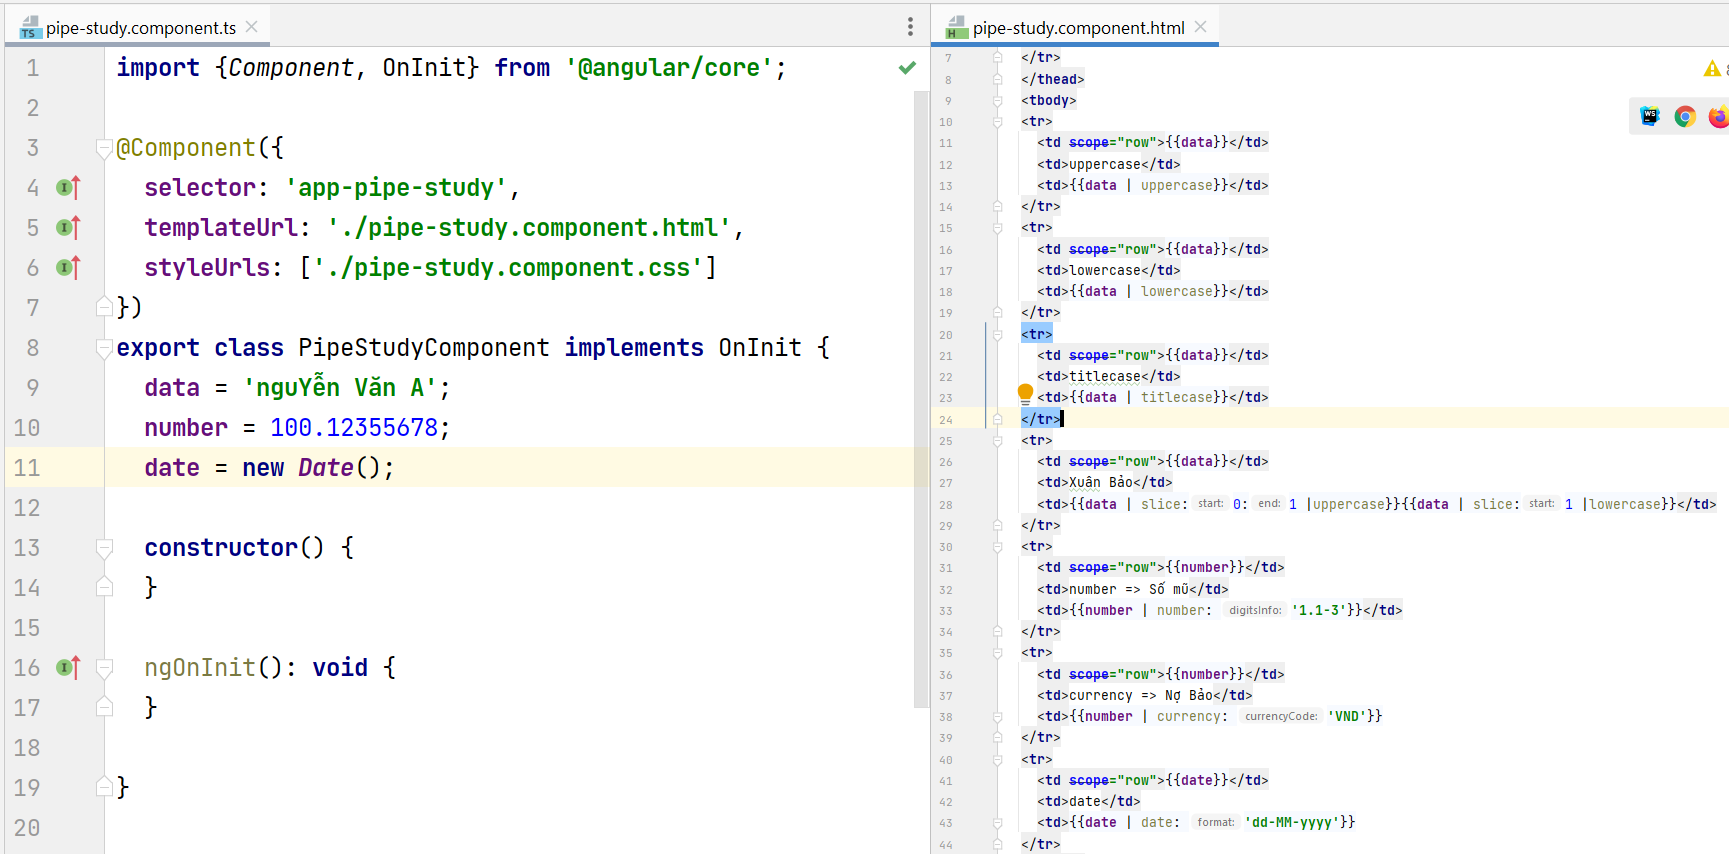 pipe-study.component.ts
1 import {Component, OnInit} from '@angular/core';
2
3 @Component({
4 selector: 'app-pipe-study',
5 templateUrl: './pipe-study.component.html',
6 styleUrls: ['./pipe-study.component.css']
7 })
8 export class PipeStudyComponent implements OnInit {
9 data = 'nguYỄn Văn A';
10 number = 100.12355678;
11 date = new Date();
12
13 constructor() {
14 }
15
16 ngOnInit(): void {
17 }
18
19 }
20
pipe-study.component.html
7 </tr>
8 </thead>
9 <tbody>
10 <tr>
11 <td scope="row">{{data}}</td>
12 <td>uppercase</td>
13 <td>{{data | uppercase}}</td>
14 </tr>
15 <tr>
16 <td scope="row">{{data}}</td>
17 <td>lowercase</td>
18 <td>{{data | lowercase}}</td>
19 </tr>
20 <tr>
21 <td scope="row">{{data}}</td>
22 <td>titlecase</td>
23 <td>{{data | titlecase}}</td>
24 </tr>
25 <tr>
26 <td scope="row">{{data}}</td>
27 <td>Xuân Bảo</td>
28 <td>{{data | slice: start: 0: end: 1 |uppercase}}{{data | slice: start: 1 |lowercase}}</td>
29 </tr>
30 <tr>
31 <td scope="row">{{number}}</td>
32 <td>number => Số mũ</td>
33 <td>{{number | number: digitsInfo: '1.1-3'}}</td>
34 </tr>
35 <tr>
36 <td scope="row">{{number}}</td>
37 <td>currency => Nợ Bảo</td>
38 <td>{{number | currency: currencyCode: 'VND'}}
39 </tr>
40 <tr>
41 <td scope="row">{{date}}</td>
42 <td>date</td>
43 <td>{{date | date: format: 'dd-MM-yyyy'}}
44 </tr>